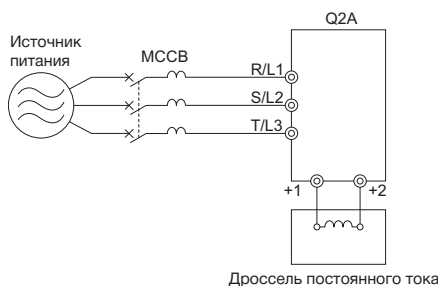 Q2A
Источник
питания
MCCB
R/L1
S/L2
T/L3
+1
+2
Дроссель постоянного тока